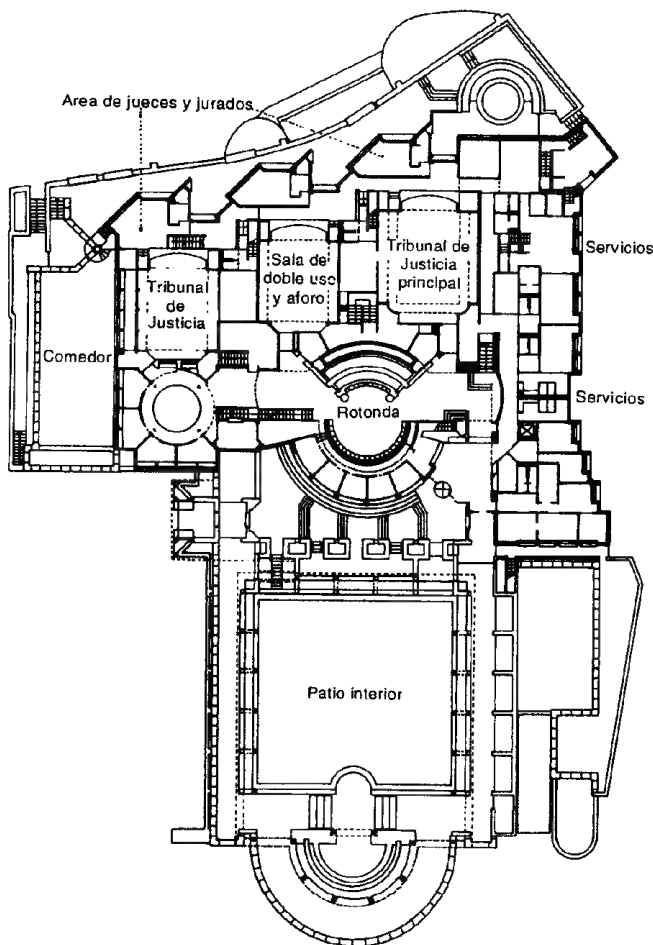 Area de jueces y jurados
Servicios
Tribunal de
Justicia
principal
Sala de
doble uso
y aforo
Tribunal
de
Justicia
Comedor
Servicios
Rotonda
Patio interior